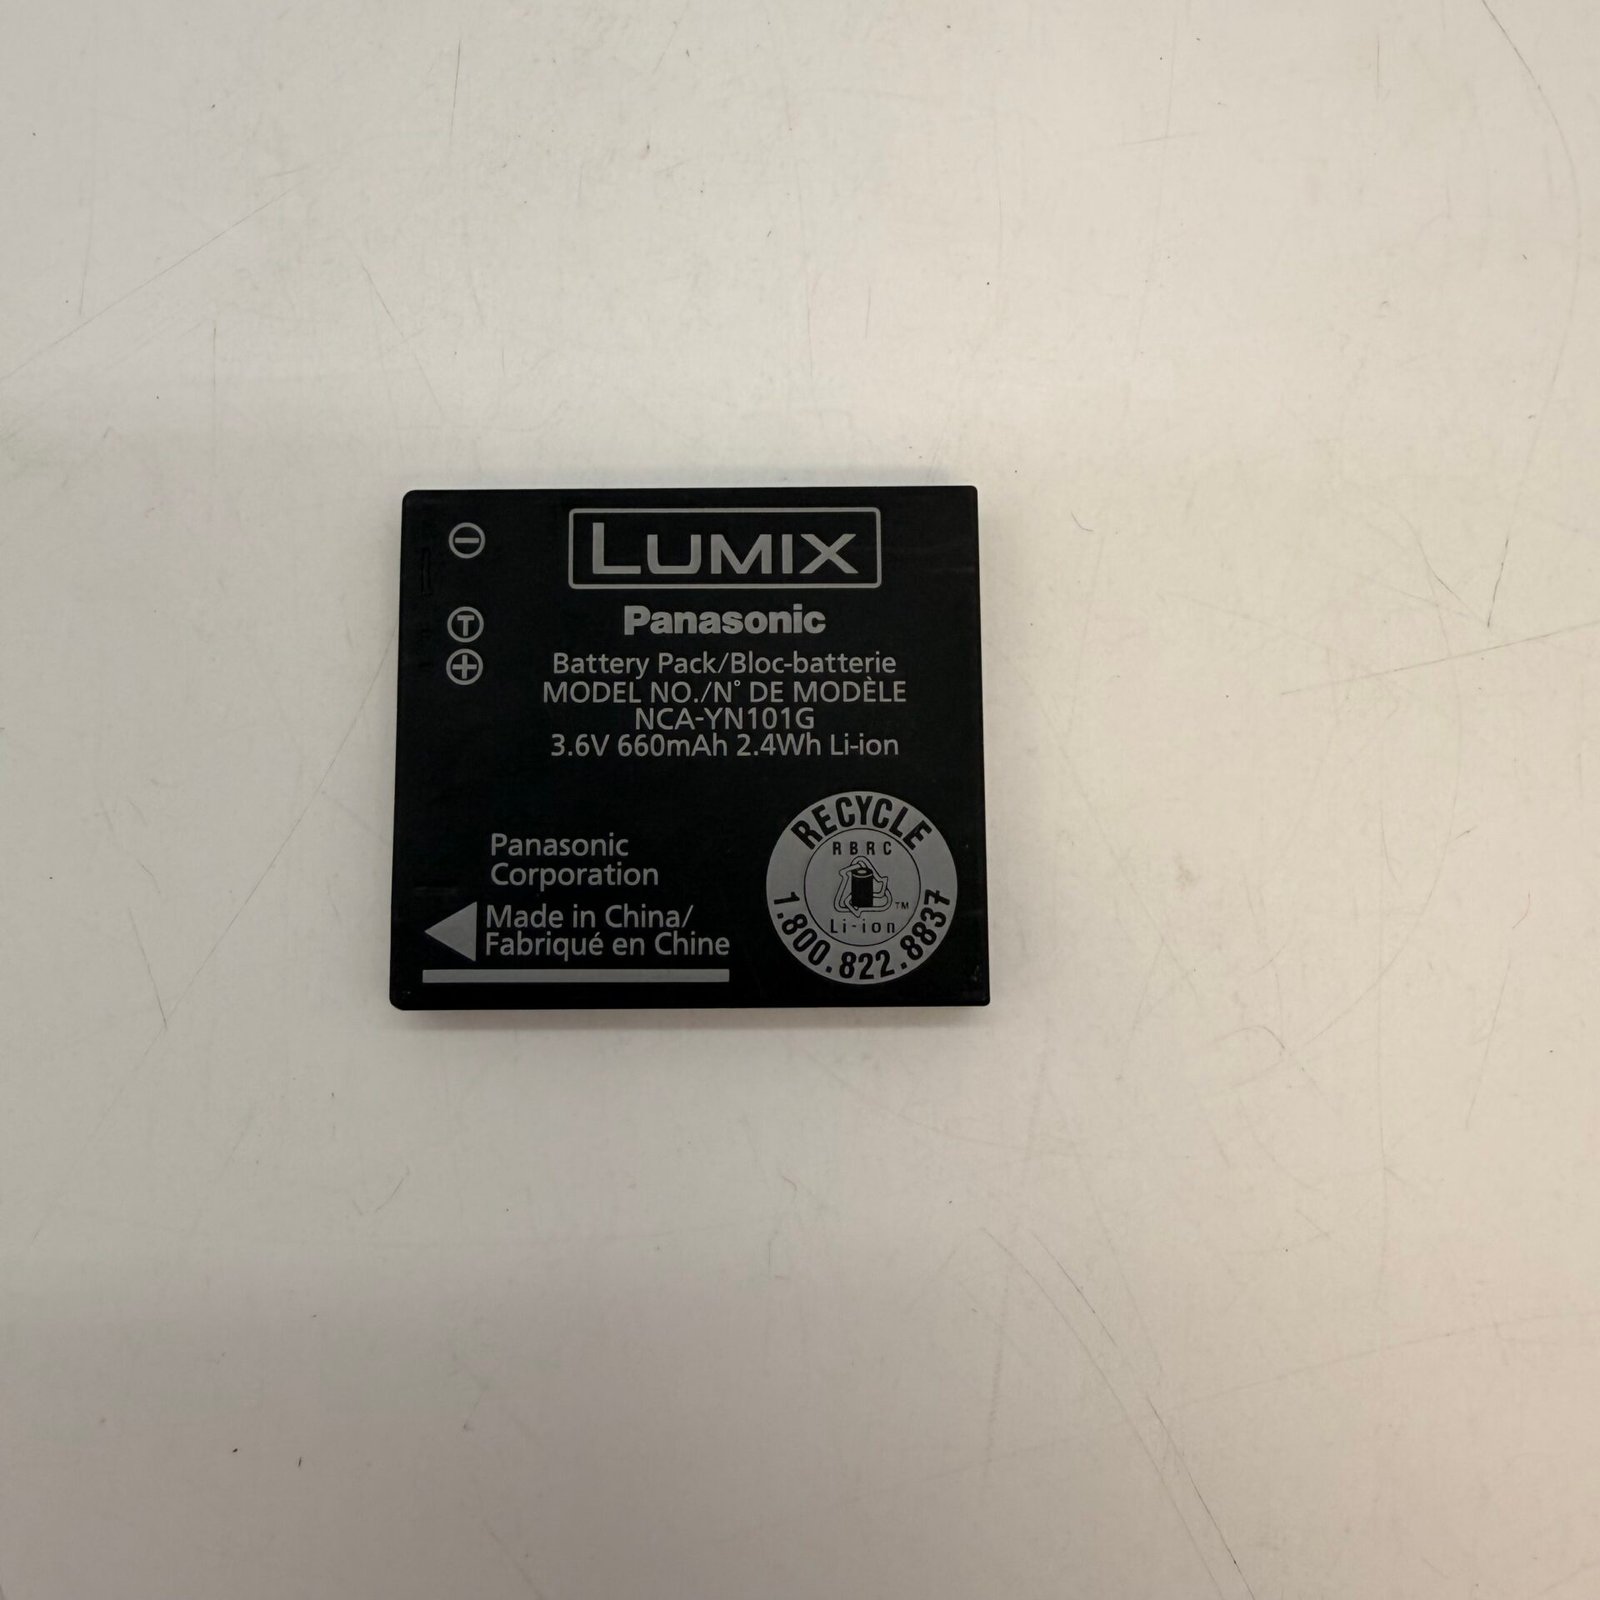 LUMIX
Panasonic
Battery Pack/Bloc-batterie
MODEL NO./N° DE MODÈLE
NCA-YN101G
3.6V 660mAh 2.4Wh Li-ion
T
Panasonic
Corporation
Made in China/
Fabriqué en Chine
RECYCLE
RBRC
TM
Li-ion
1.800.822.8837